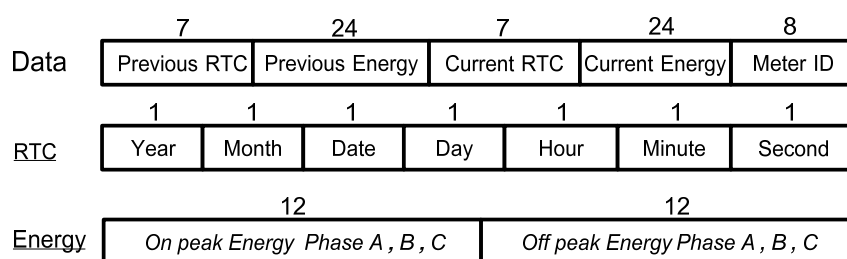 7 24 7 24 8
Data Previous RTC Previous Energy Current RTC Current Energy Meter ID
1 1 1 1 1 1 1
RTC Year Month Date Day Hour Minute Second
12 12
Energy On peak Energy Phase A , B , C Off peak Energy Phase A , B , C